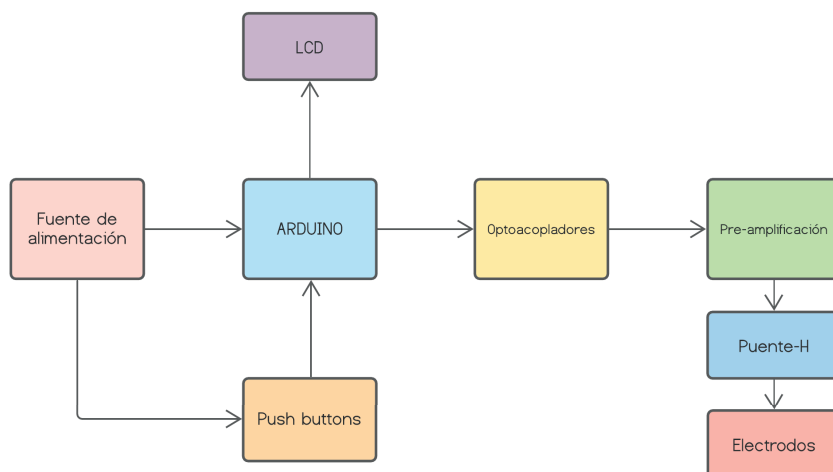 LCD
Fuente de
alimentación
ARDUINO
Optoacopladores
Pre-amplificación
Puente-H
Push buttons
Electrodos